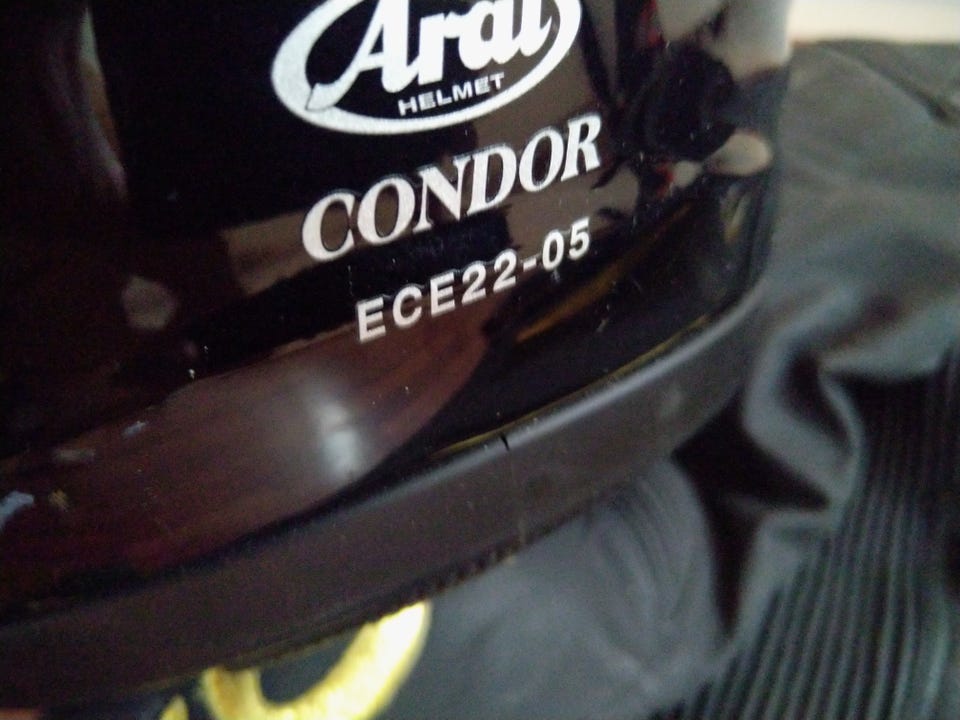 Arai
HELMET
CONDOR
ECE22-05